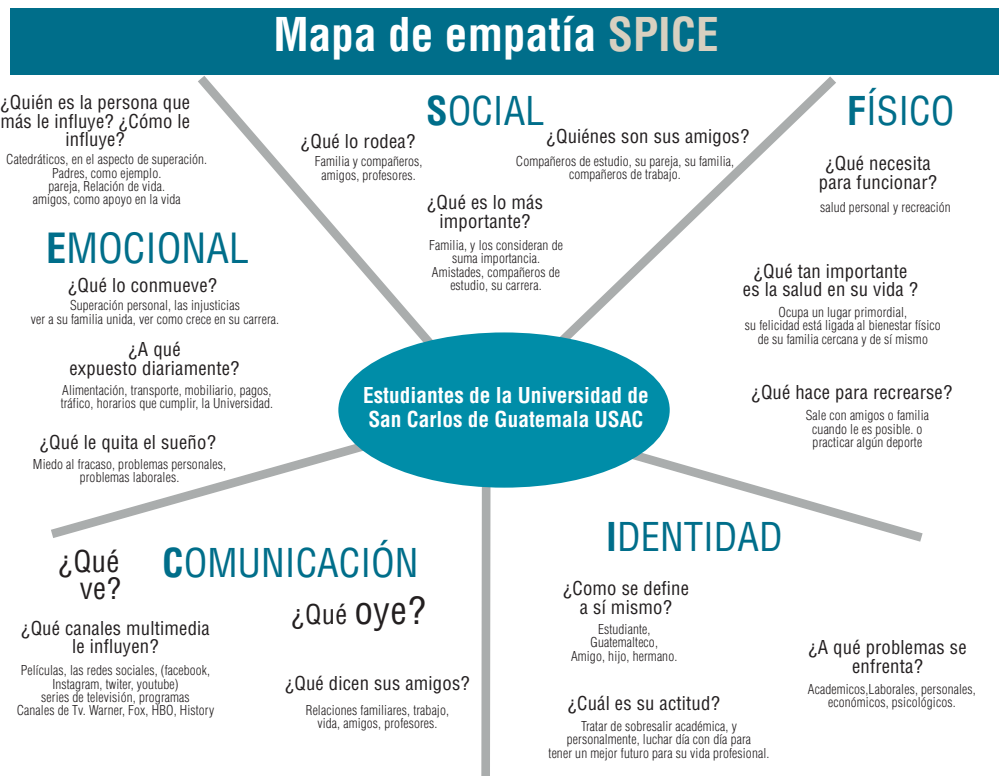 Mapa de empatía SPICE
¿Quién es la persona que
más le influye? ¿Cómo le
influye?
Catedráticos, en el aspecto de superación.
Padres, como ejemplo.
pareja, Relación de vida.
amigos, como apoyo en la vida
EMOCIONAL
¿Qué lo conmueve?
Superación personal, las injusticias
ver a su familia unida, ver como crece en su carrera.
¿A qué
expuesto diariamente?
Alimentación, transporte, mobiliario, pagos,
tráfico, horarios que cumplir, la Universidad.
¿Qué le quita el sueño?
Miedo al fracaso, problemas personales,
problemas laborales.
SOCIAL
¿Qué lo rodea?
Familia y compañeros,
amigos, profesores.
¿Quiénes son sus amigos?
Compañeros de estudio, su pareja, su familia,
compañeros de trabajo.
¿Qué es lo más
importante?
Familia, y los consideran de
suma importancia.
Amistades, compañeros de
estudio, su carrera.
FÍSICO
¿Qué necesita
para funcionar?
salud personal y recreación
¿Qué tan importante
es la salud en su vida ?
Ocupa un lugar primordial,
su felicidad está ligada al bienestar físico
de su familia cercana y de sí mismo
¿Qué hace para recrearse?
Sale con amigos o familia
cuando le es posible. o
practicar algún deporte
Estudiantes de la Universidad de
San Carlos de Guatemala USAC
COMUNICACIÓN
¿Qué
ve?
¿Qué canales multimedia
le influyen?
Películas, las redes sociales, (facebook,
Instagram, twiter, youtube)
series de televisión, programas
Canales de Tv. Warner, Fox, HBO, History
¿Qué oye?
¿Qué dicen sus amigos?
Relaciones familiares, trabajo,
vida, amigos, profesores.
IDENTIDAD
¿Como se define
a sí mismo?
Estudiante,
Guatemalteco,
Amigo, hijo, hermano.
¿Cuál es su actitud?
Tratar de sobresalir académica, y
personalmente, luchar día con día para
tener un mejor futuro para su vida profesional.
¿A qué problemas se
enfrenta?
Academicos,Laborales, personales,
económicos, psicológicos.